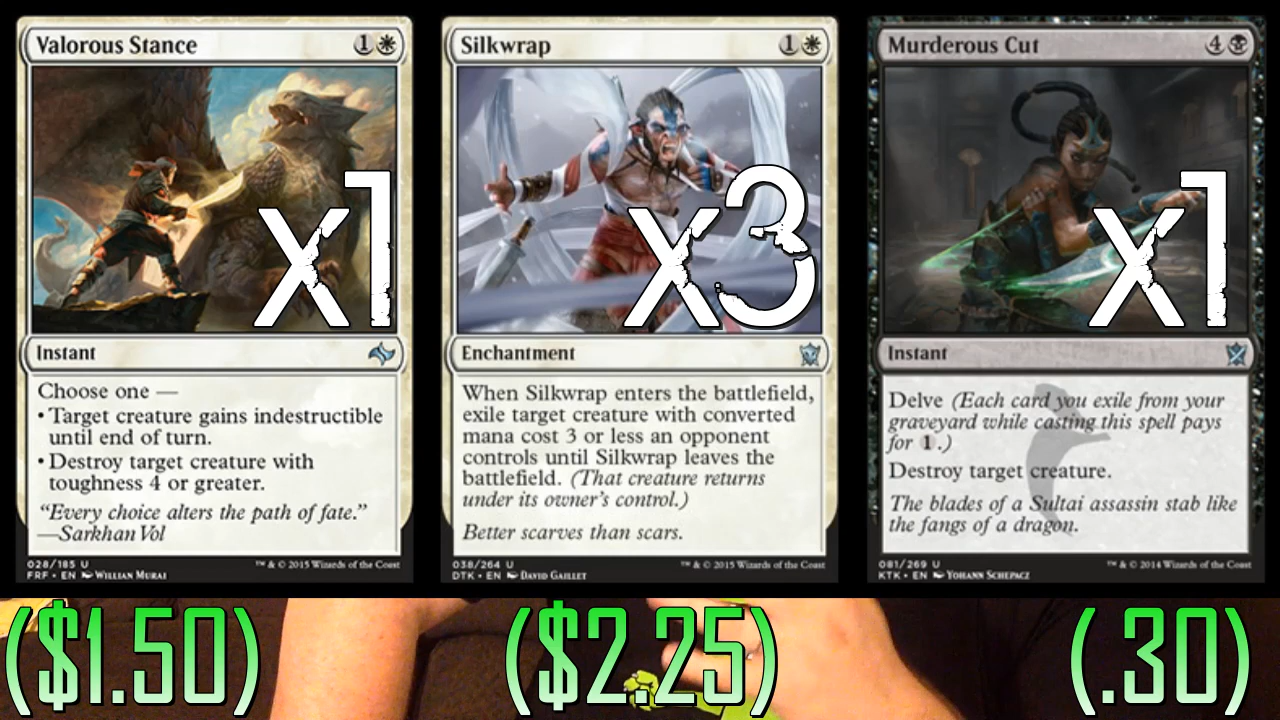 Valorous Stance 1
x1
Instant
Choose one —
• Target creature gains indestructible
until end of turn.
• Destroy target creature with
toughness 4 or greater.
“Every choice alters the path of fate.”
—Sarkhan Vol
028/185 U
FRF • EN Willian Murai
™ & © 2015 Wizards of the Coast
($1.50)
Silkwrap 1
x3
Enchantment
When Silkwrap enters the battlefield,
exile target creature with converted
mana cost 3 or less an opponent
controls until Silkwrap leaves the
battlefield. (That creature returns
under its owner’s control.)
Better scarves than scars.
038/264 U
DTK • EN David Gaillet
™ & © 2015 Wizards of the Coast
($2.25)
Murderous Cut 4
x1
Instant
Delve (Each card you exile from your
graveyard while casting this spell pays
for 1.)
Destroy target creature.
The blades of a Sultai assassin stab like
the fangs of a dragon.
081/269 U
KTK • EN Yohann Schepacz
™ & © 2014 Wizards of the Coast
(.30)